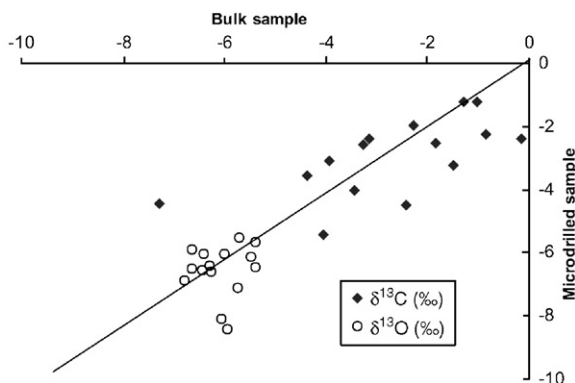 Bulk sample
-10 -8 -6 -4 -2 0
0
-2
-4
-6
-8
-10
Microdrilled sample
δ¹³C (‰)
δ¹³O (‰)